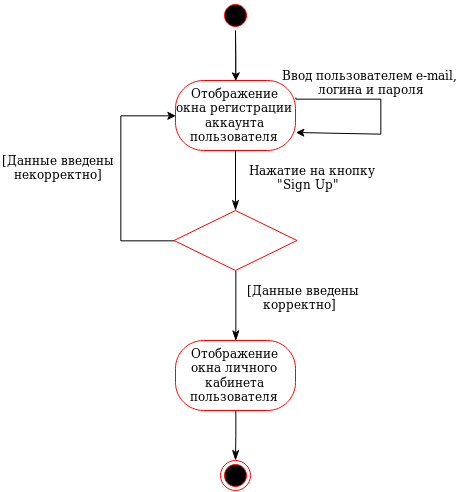 Отображение
окна регистрации
аккаунта
пользователя
Ввод пользователем e-mail,
логина и пароля
[Данные введены
некорректно]
Нажатие на кнопку
"Sign Up"
[Данные введены
корректно]
Отображение
окна личного
кабинета
пользователя